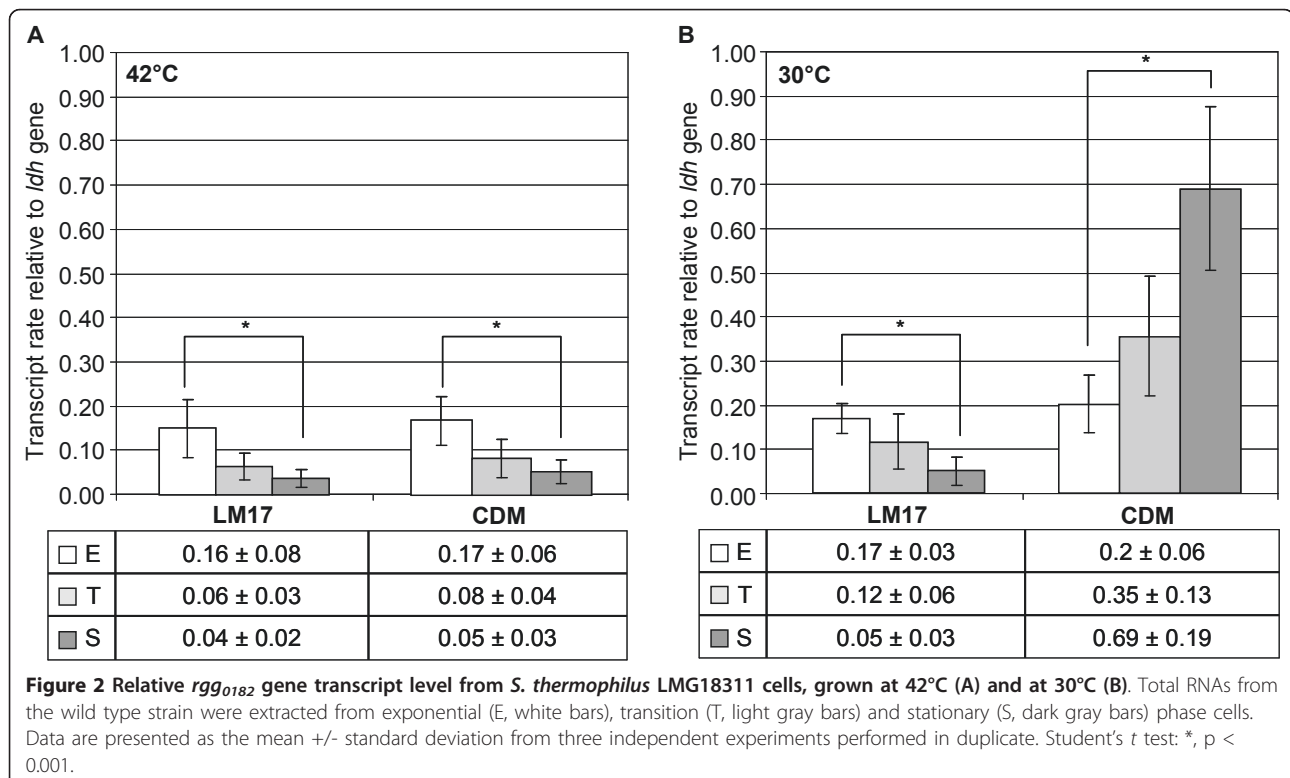 A
42°C
Transcript rate relative to ldh gene
1.00
0.90
0.80
0.70
0.60
0.50
0.40
0.30
0.20
0.10
0.00
*
*
LM17
CDM
E 0.16 ± 0.08 0.17 ± 0.06
T 0.06 ± 0.03 0.08 ± 0.04
S 0.04 ± 0.02 0.05 ± 0.03
B
30°C
Transcript rate relative to ldh gene
1.00
0.90
0.80
0.70
0.60
0.50
0.40
0.30
0.20
0.10
0.00
*
*
LM17
CDM
E 0.17 ± 0.03 0.2 ± 0.06
T 0.12 ± 0.06 0.35 ± 0.13
S 0.05 ± 0.03 0.69 ± 0.19
Figure 2 Relative rgg0182 gene transcript level from S. thermophilus LMG18311 cells, grown at 42°C (A) and at 30°C (B). Total RNAs from
the wild type strain were extracted from exponential (E, white bars), transition (T, light gray bars) and stationary (S, dark gray bars) phase cells.
Data are presented as the mean +/- standard deviation from three independent experiments performed in duplicate. Student's t test: *, p <
0.001.